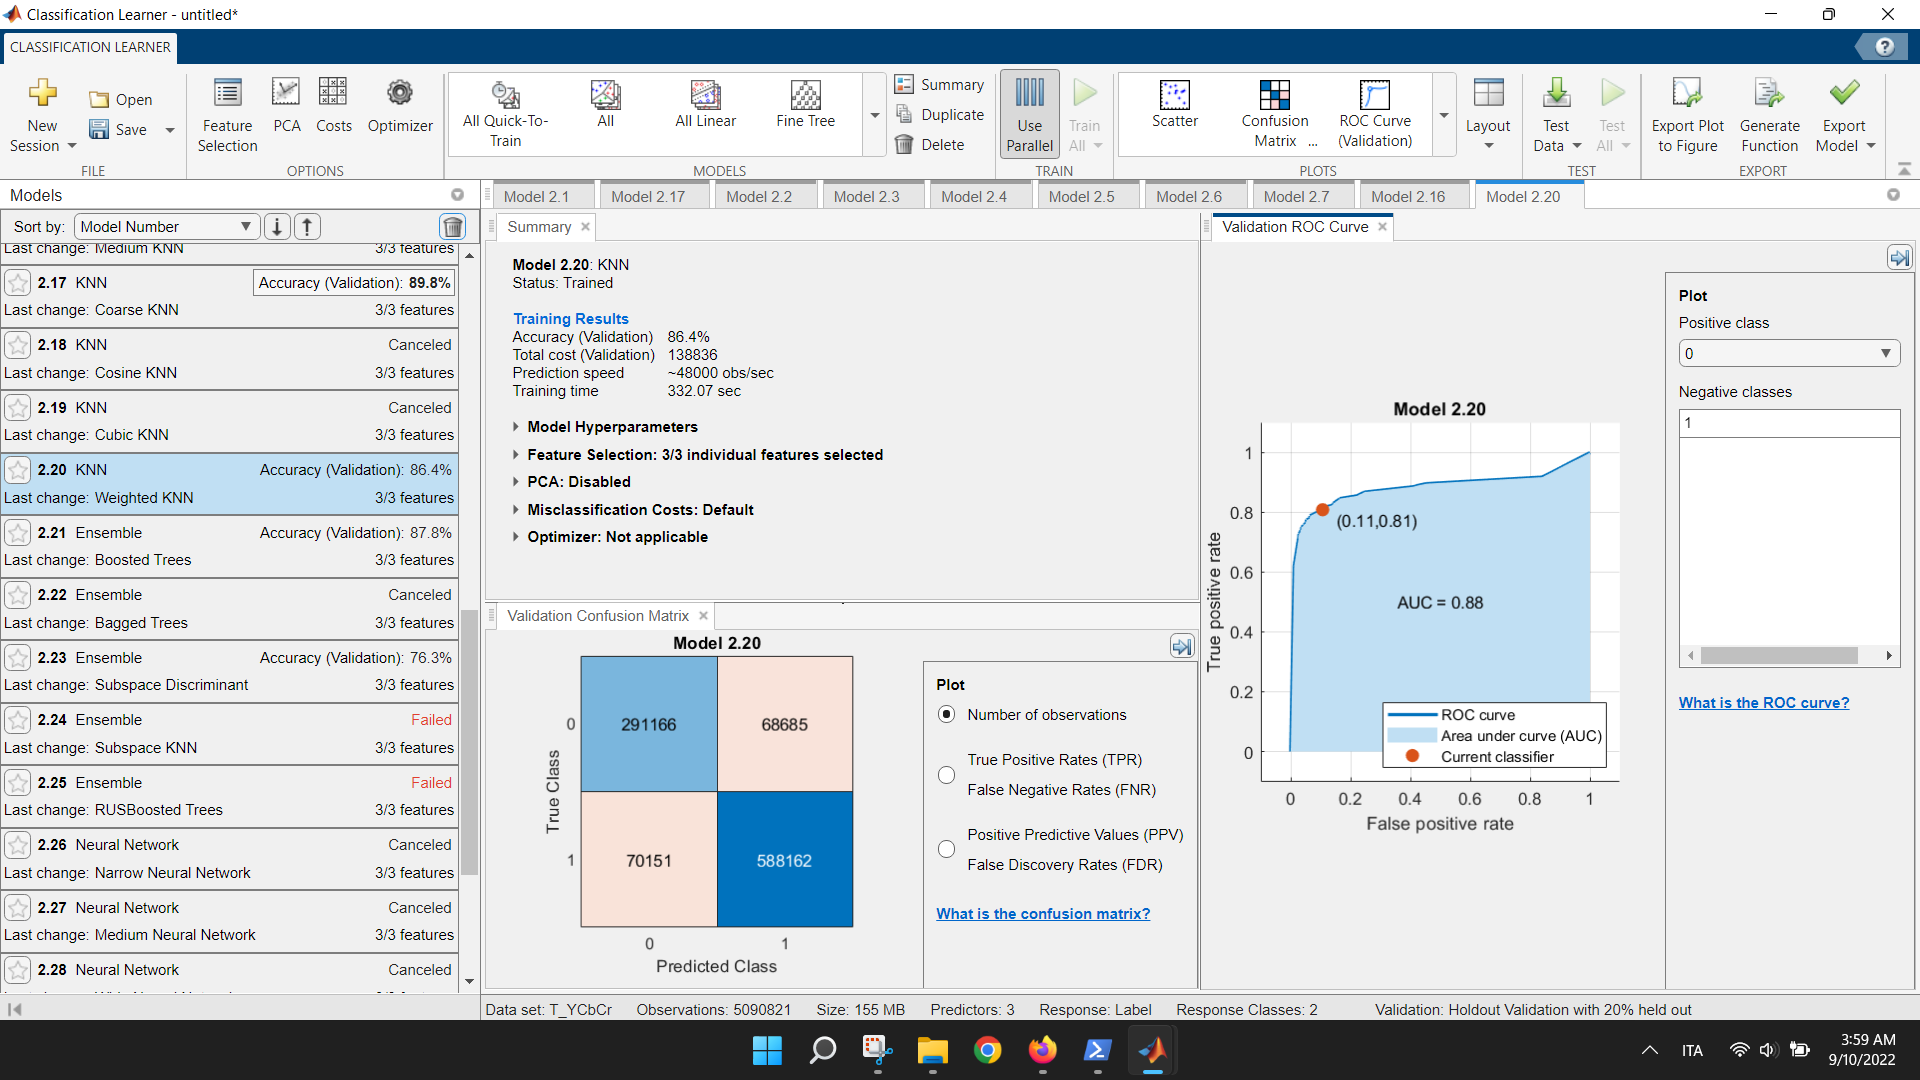 Classification Learner - untitled*
CLASSIFICATION LEARNER
New Session
Open
Save
FILE
Feature Selection
PCA
Costs
Optimizer
OPTIONS
All Quick-To-Train
All
All Linear
Fine Tree
MODELS
Summary
Duplicate
Delete
Use Parallel
Train All
TRAIN
Scatter
Confusion Matrix ...
ROC Curve (Validation)
PLOTS
Layout
Test Data
Test All
TEST
Export Plot to Figure
Generate Function
Export Model
EXPORT
Models
Sort by: Model Number
Last change: Medium KNN 3/3 features
2.17 KNN Accuracy (Validation): 89.8%
Last change: Coarse KNN 3/3 features
2.18 KNN Canceled
Last change: Cosine KNN 3/3 features
2.19 KNN Canceled
Last change: Cubic KNN 3/3 features
2.20 KNN Accuracy (Validation): 86.4%
Last change: Weighted KNN 3/3 features
2.21 Ensemble Accuracy (Validation): 87.8%
Last change: Boosted Trees 3/3 features
2.22 Ensemble Canceled
Last change: Bagged Trees 3/3 features
2.23 Ensemble Accuracy (Validation): 76.3%
Last change: Subspace Discriminant 3/3 features
2.24 Ensemble Failed
Last change: Subspace KNN 3/3 features
2.25 Ensemble Failed
Last change: RUSBoosted Trees 3/3 features
2.26 Neural Network Canceled
Last change: Narrow Neural Network 3/3 features
2.27 Neural Network Canceled
Last change: Medium Neural Network 3/3 features
2.28 Neural Network Canceled
Model 2.1 Model 2.17 Model 2.2 Model 2.3 Model 2.4 Model 2.5 Model 2.6 Model 2.7 Model 2.16 Model 2.20
Summary
Model 2.20: KNN
Status: Trained
Training Results
Accuracy (Validation) 86.4%
Total cost (Validation) 138836
Prediction speed ~48000 obs/sec
Training time 332.07 sec
Model Hyperparameters
Feature Selection: 3/3 individual features selected
PCA: Disabled
Misclassification Costs: Default
Optimizer: Not applicable
Validation Confusion Matrix
Model 2.20
True Class
0 291166 68685
1 70151 588162
0 1
Predicted Class
Plot
Number of observations
True Positive Rates (TPR)
False Negative Rates (FNR)
Positive Predictive Values (PPV)
False Discovery Rates (FDR)
What is the confusion matrix?
Validation ROC Curve
Model 2.20
True positive rate
1
0.8
0.6
0.4
0.2
0
(0.11,0.81)
AUC = 0.88
ROC curve
Area under curve (AUC)
Current classifier
0 0.2 0.4 0.6 0.8 1
False positive rate
Plot
Positive class
0
Negative classes
1
What is the ROC curve?
Data set: T_YCbCr Observations: 5090821 Size: 155 MB Predictors: 3 Response: Label Response Classes: 2 Validation: Holdout Validation with 20% held out
ITA
3:59 AM
9/10/2022